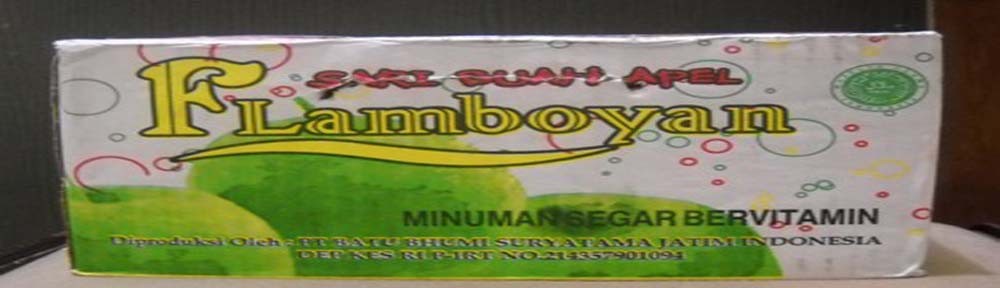 SARI BUAH APEL
FLamboyan
MINUMAN SEGAR BERVITAMIN
Diproduksi Oleh : PT BATU BHUMI SURYATAMA JATIM INDONESIA
DEP KES RI P-IRT NO. 214357901094